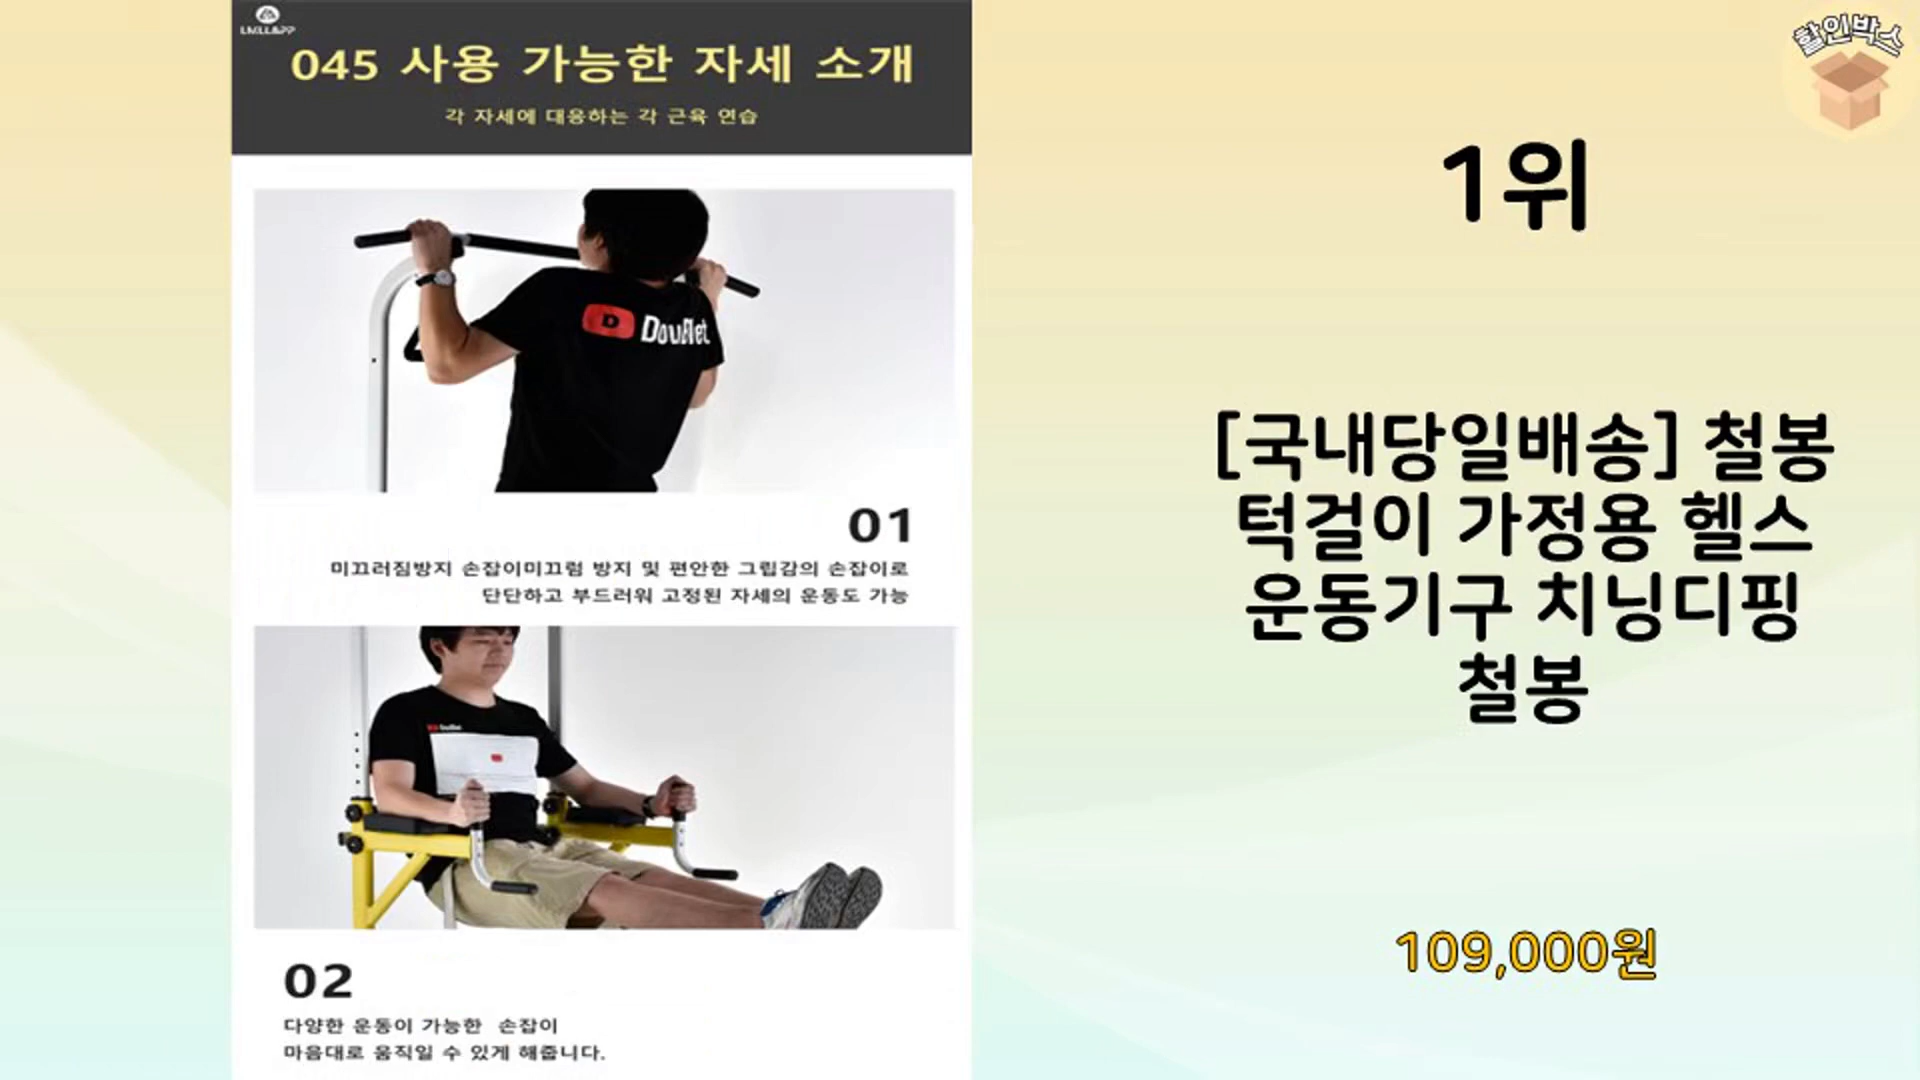 045 사용 가능한 자세 소개
각 자세에 대응하는 각 근육 연습
DouBlet
01
미끄러짐방지 손잡이미끄럼 방지 및 편안한 그립감의 손잡이로
단단하고 부드러워 고정된 자세의 운동도 가능
02
다양한 운동이 가능한 손잡이
마음대로 움직일 수 있게 해줍니다.
할인박스
1위
[국내당일배송] 철봉
턱걸이 가정용 헬스
운동기구 치닝디핑
철봉
109,000원